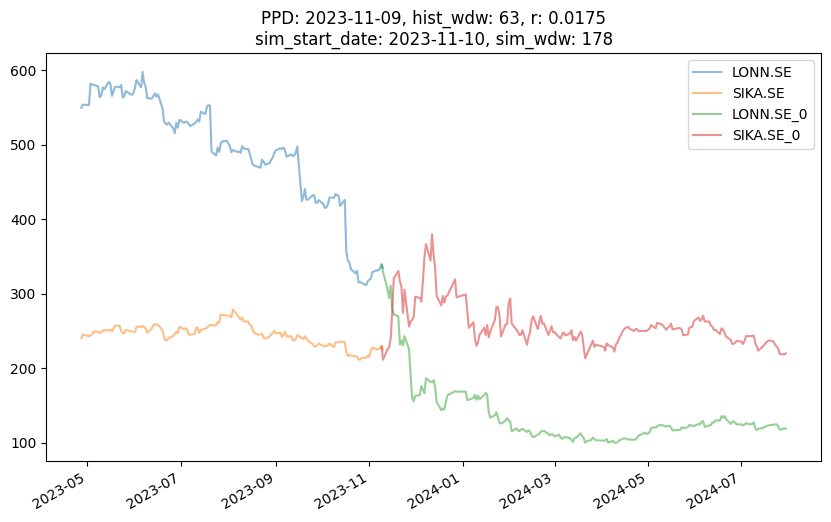 PPD: 2023-11-09, hist_wdw: 63, r: 0.0175
sim_start_date: 2023-11-10, sim_wdw: 178
LONN.SE
SIKA.SE
LONN.SE_0
SIKA.SE_0
600
500
400
300
200
100
2023-05
2023-07
2023-09
2023-11
2024-01
2024-03
2024-05
2024-07